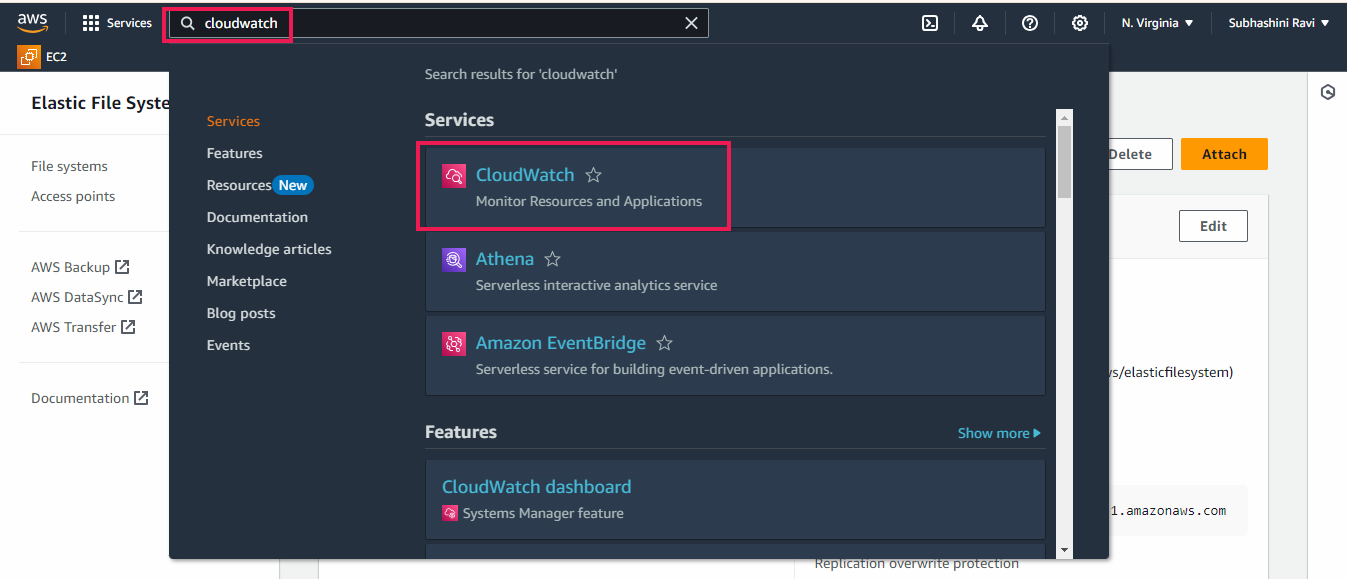 aws
Services
cloudwatch
N. Virginia
Subhashini Ravi
EC2
Elastic File Syste
File systems
Access points
AWS Backup
AWS DataSync
AWS Transfer
Documentation
Search results for 'cloudwatch'
Services
Features
Resources New
Documentation
Knowledge articles
Marketplace
Blog posts
Events
Services
CloudWatch
Monitor Resources and Applications
Athena
Serverless interactive analytics service
Amazon EventBridge
Serverless service for building event-driven applications.
Features
Show more
CloudWatch dashboard
Systems Manager feature
Delete
Attach
Edit
ws/elasticfilesystem)
1.amazonaws.com
Replication overwrite protection